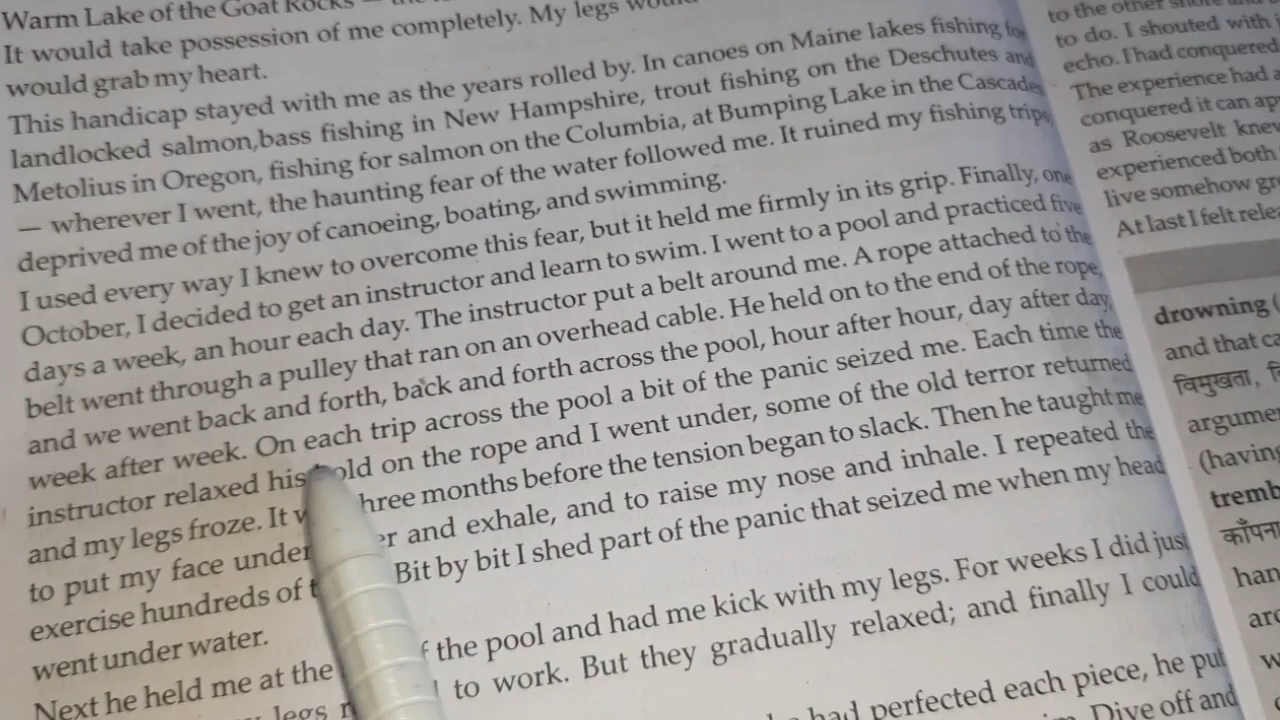 Warm Lake of the Goat Rocks
It would take possession of me completely. My legs
would grab my heart.
This handicap stayed with me as the years rolled by. In canoes on Maine lakes fishing for
landlocked salmon,bass fishing in New Hampshire, trout fishing on the Deschutes and
Metolius in Oregon, fishing for salmon on the Columbia, at Bumping Lake in the Cascades
— wherever I went, the haunting fear of the water followed me. It ruined my fishing trips,
deprived me of the joy of canoeing, boating, and swimming.
I used every way I knew to overcome this fear, but it held me firmly in its grip. Finally, one
October, I decided to get an instructor and learn to swim. I went to a pool and practiced five
days a week, an hour each day. The instructor put a belt around me. A rope attached to the
belt went through a pulley that ran on an overhead cable. He held on to the end of the rope,
and we went back and forth, back and forth across the pool, hour after hour, day after day,
week after week. On each trip across the pool a bit of the panic seized me. Each time the
instructor relaxed his old on the rope and I went under, some of the old terror returned
and my legs froze. It hree months before the tension began to slack. Then he taught me
to put my face under er and exhale, and to raise my nose and inhale. I repeated the
exercise hundreds of Bit by bit I shed part of the panic that seized me when my head
went under water.
Next he held me at the the pool and had me kick with my legs. For weeks I did just
legs to work. But they gradually relaxed; and finally I could
had perfected each piece, he put
Dive off and
to the other shore
to do. I shouted with
echo. I had conquered
The experience had a
conquered it can ap
as Roosevelt knew
experienced both
live somehow gr
At last I felt rele
drowning (
and that ca
विमुखता,
argumen
(having
tremb
काँपना
han
arc